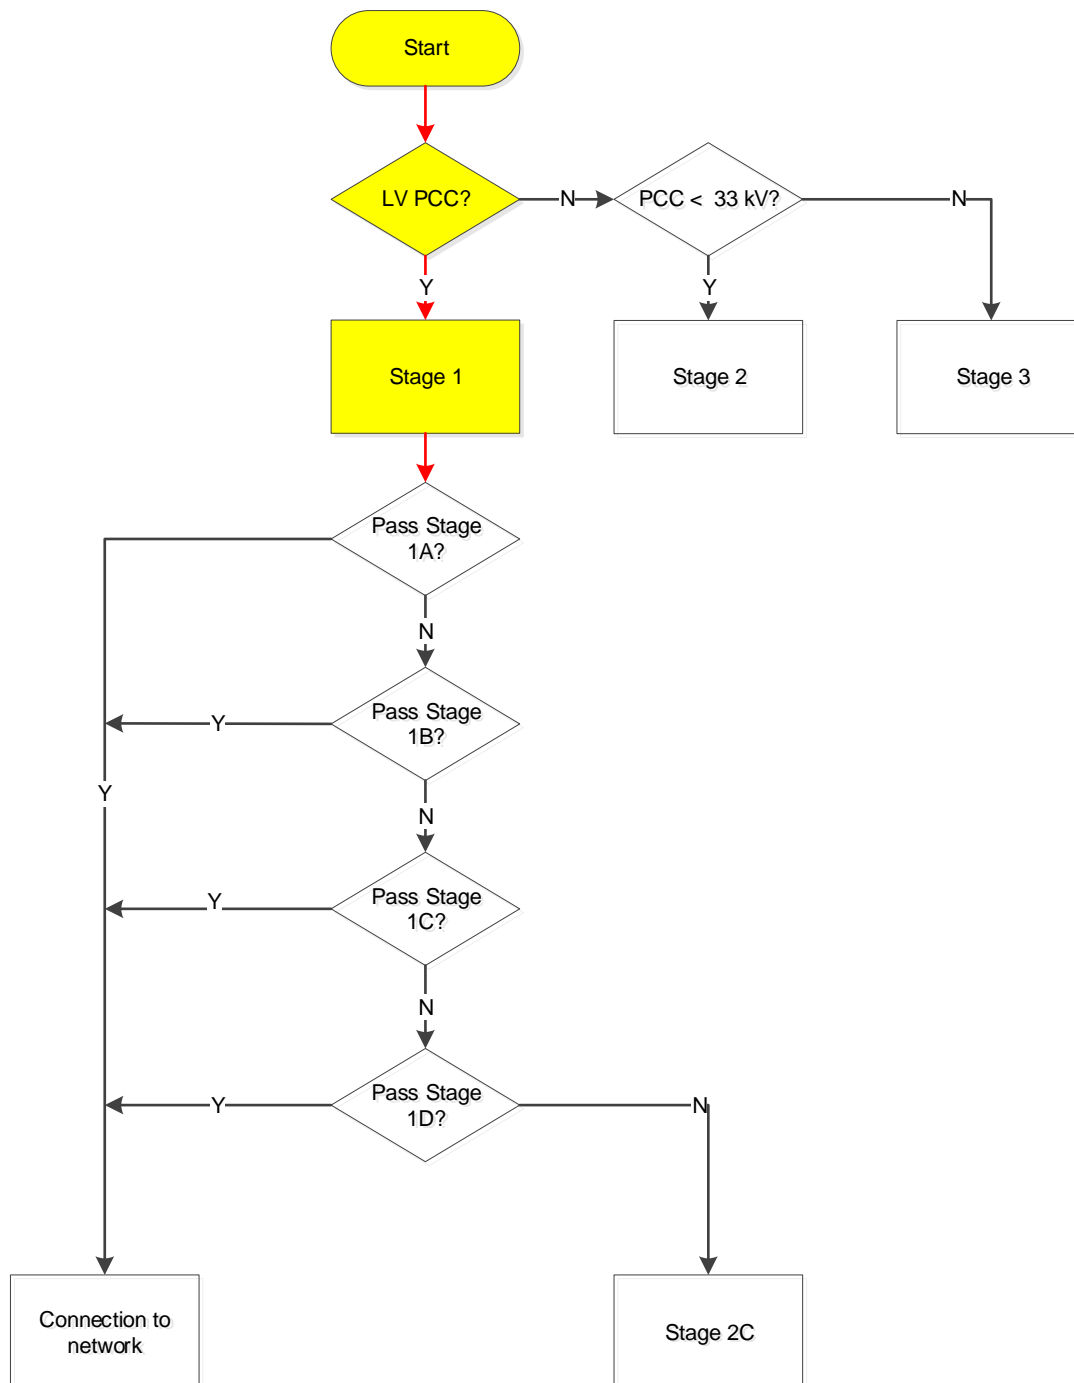 Start
LV PCC?
N
PCC < 33 kV?
N
Y
Y
Stage 1
Stage 2
Stage 3
Pass Stage
1A?
N
Pass Stage
1B?
Y
Y
N
Pass Stage
1C?
Y
N
Pass Stage
1D?
Y
N
Connection to
network
Stage 2C